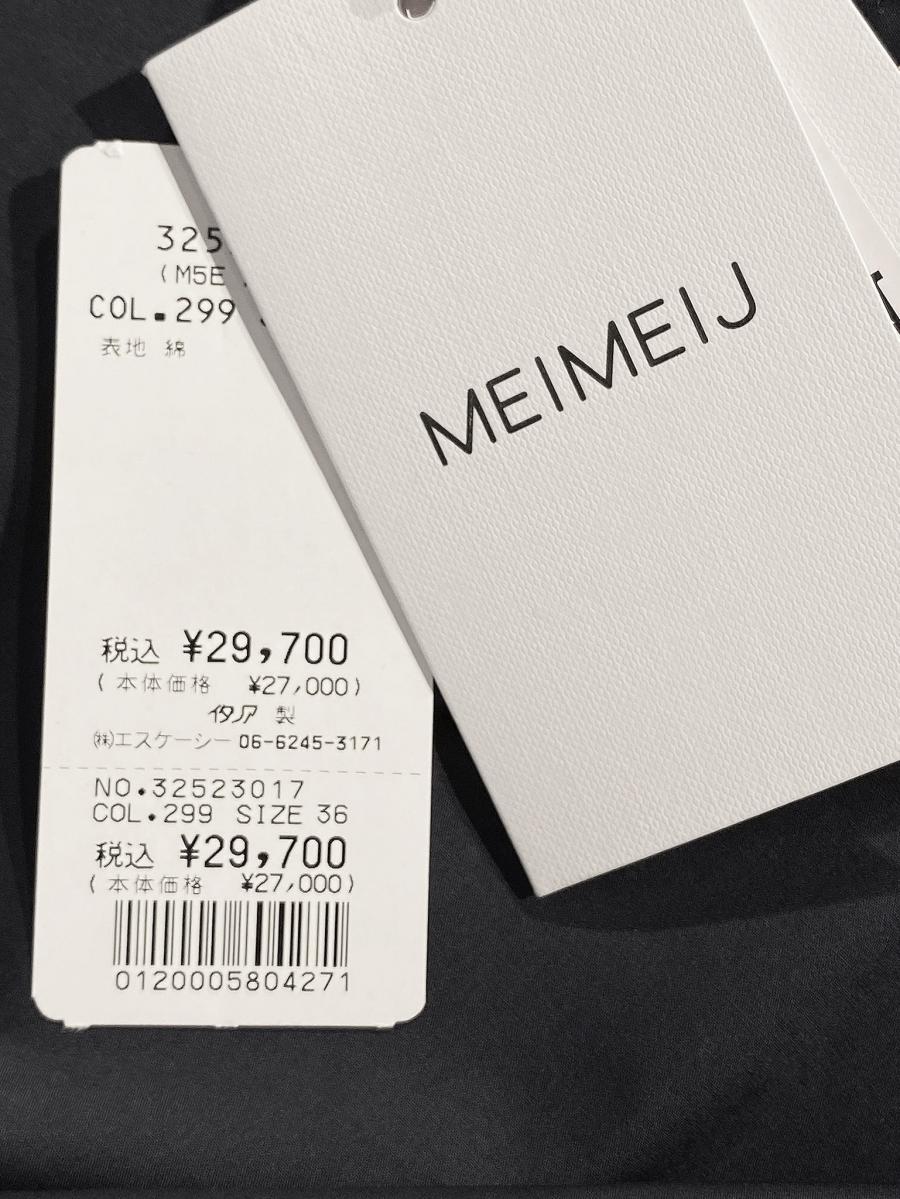 325
(M5E
COL.299
表地 綿
税込 ¥29,700
(本体価格 ¥27,000)
イタリア 製
㈱エスケーシー 06-6245-3171
NO.32523017
COL.299 SIZE 36
税込 ¥29,700
(本体価格 ¥27,000)
0120005804271
MEIMEIJ